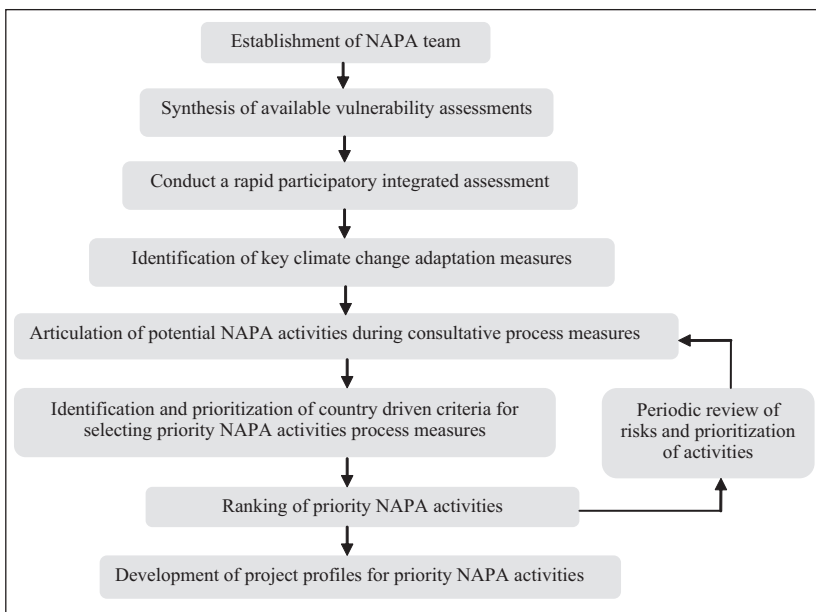 Establishment of NAPA team
Synthesis of available vulnerability assessments
Conduct a rapid participatory integrated assessment
Identification of key climate change adaptation measures
Articulation of potential NAPA activities during consultative process measures
Identification and prioritization of country driven criteria for
selecting priority NAPA activities process measures
Periodic review of
risks and prioritization
of activities
Ranking of priority NAPA activities
Development of project profiles for priority NAPA activities